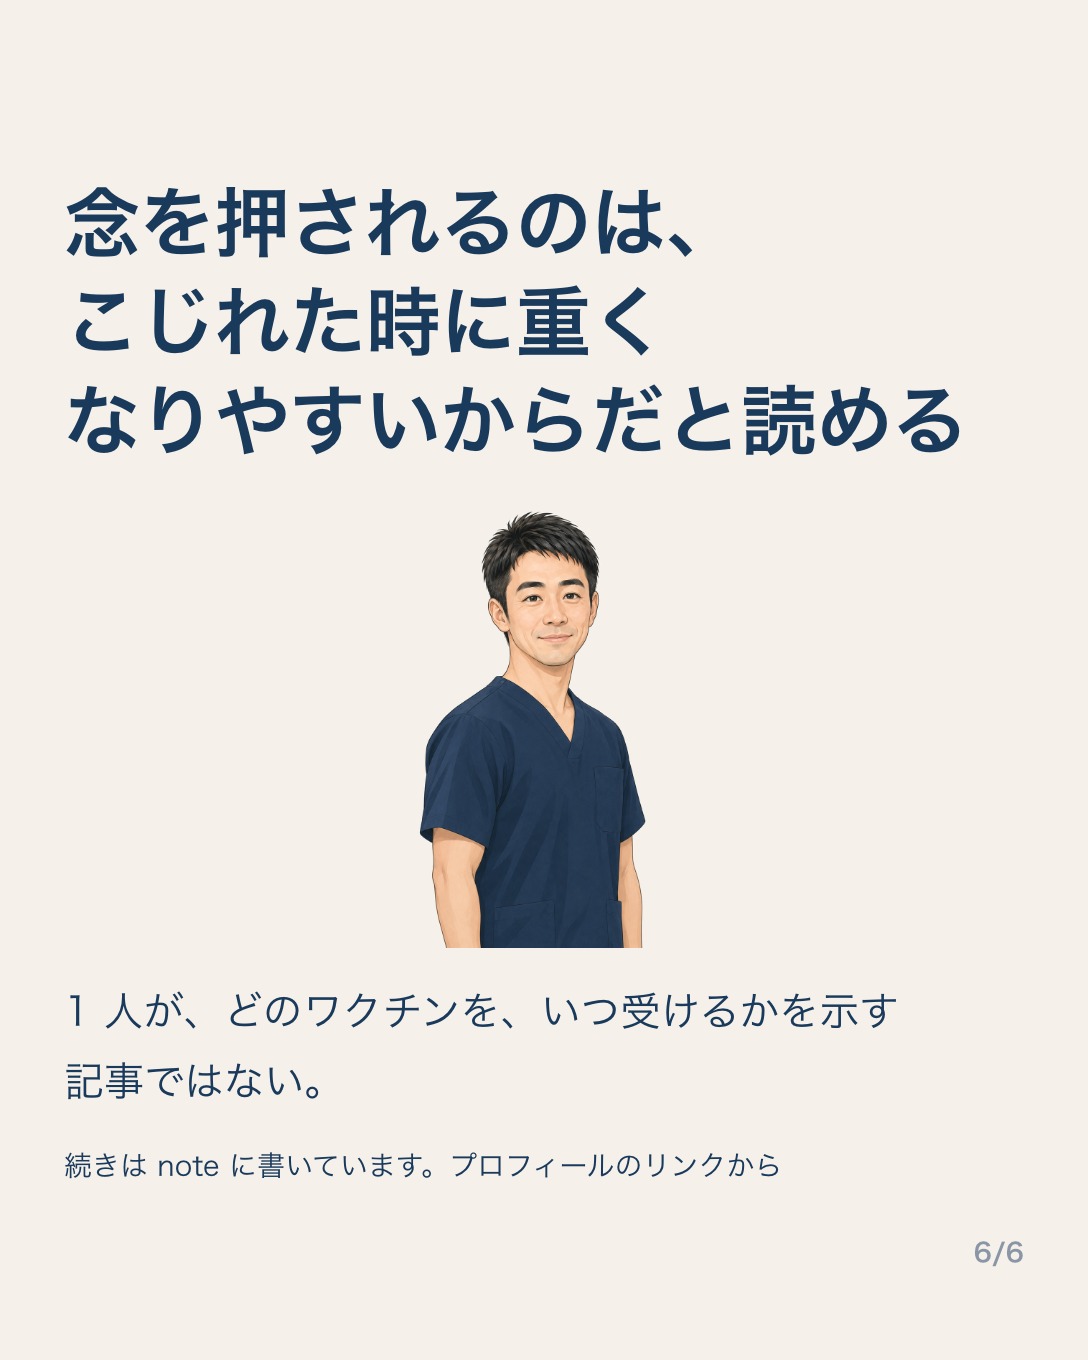 念を押されるのは、
こじれた時に重く
なりやすいからだと読める
1 人が、どのワクチンを、いつ受けるかを示す
記事ではない。
続きは note に書いています。プロフィールのリンクから
6/6